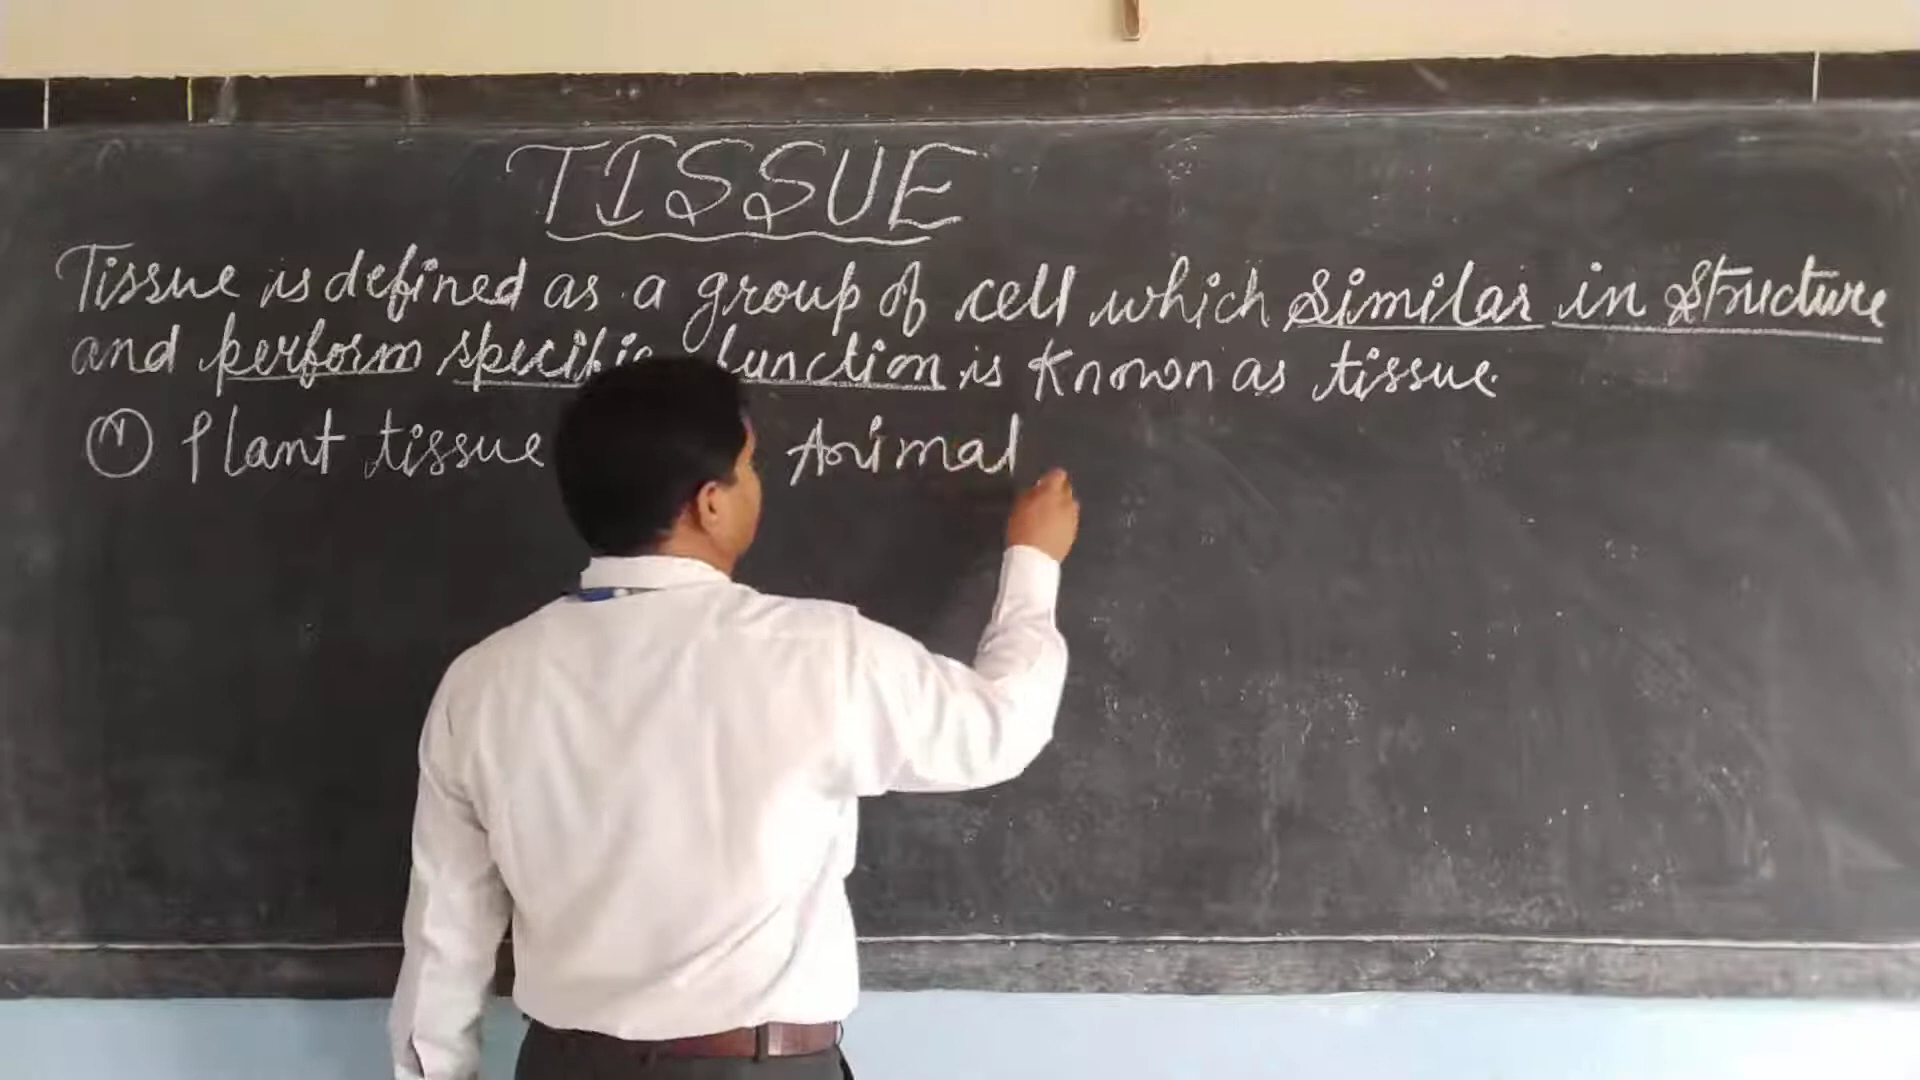 TISSUE
Tissue is defined as a group of cell which similar in structure
and perform specific function is Known as tissue.
① Plant tissue Animal